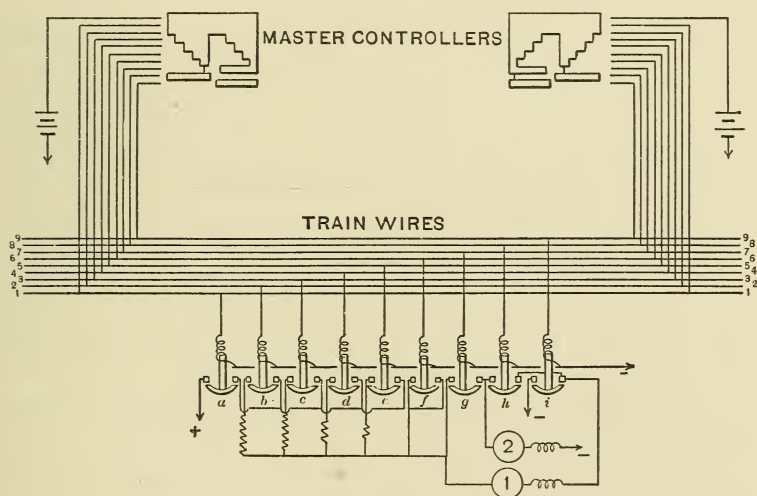 MASTER CONTROLLERS
TRAIN WIRES
9 9
8 8
7 7
6 6
5 5
4 4
3 3
2 2
1 1
a b c d e f g h i
+ - -
2 -
1